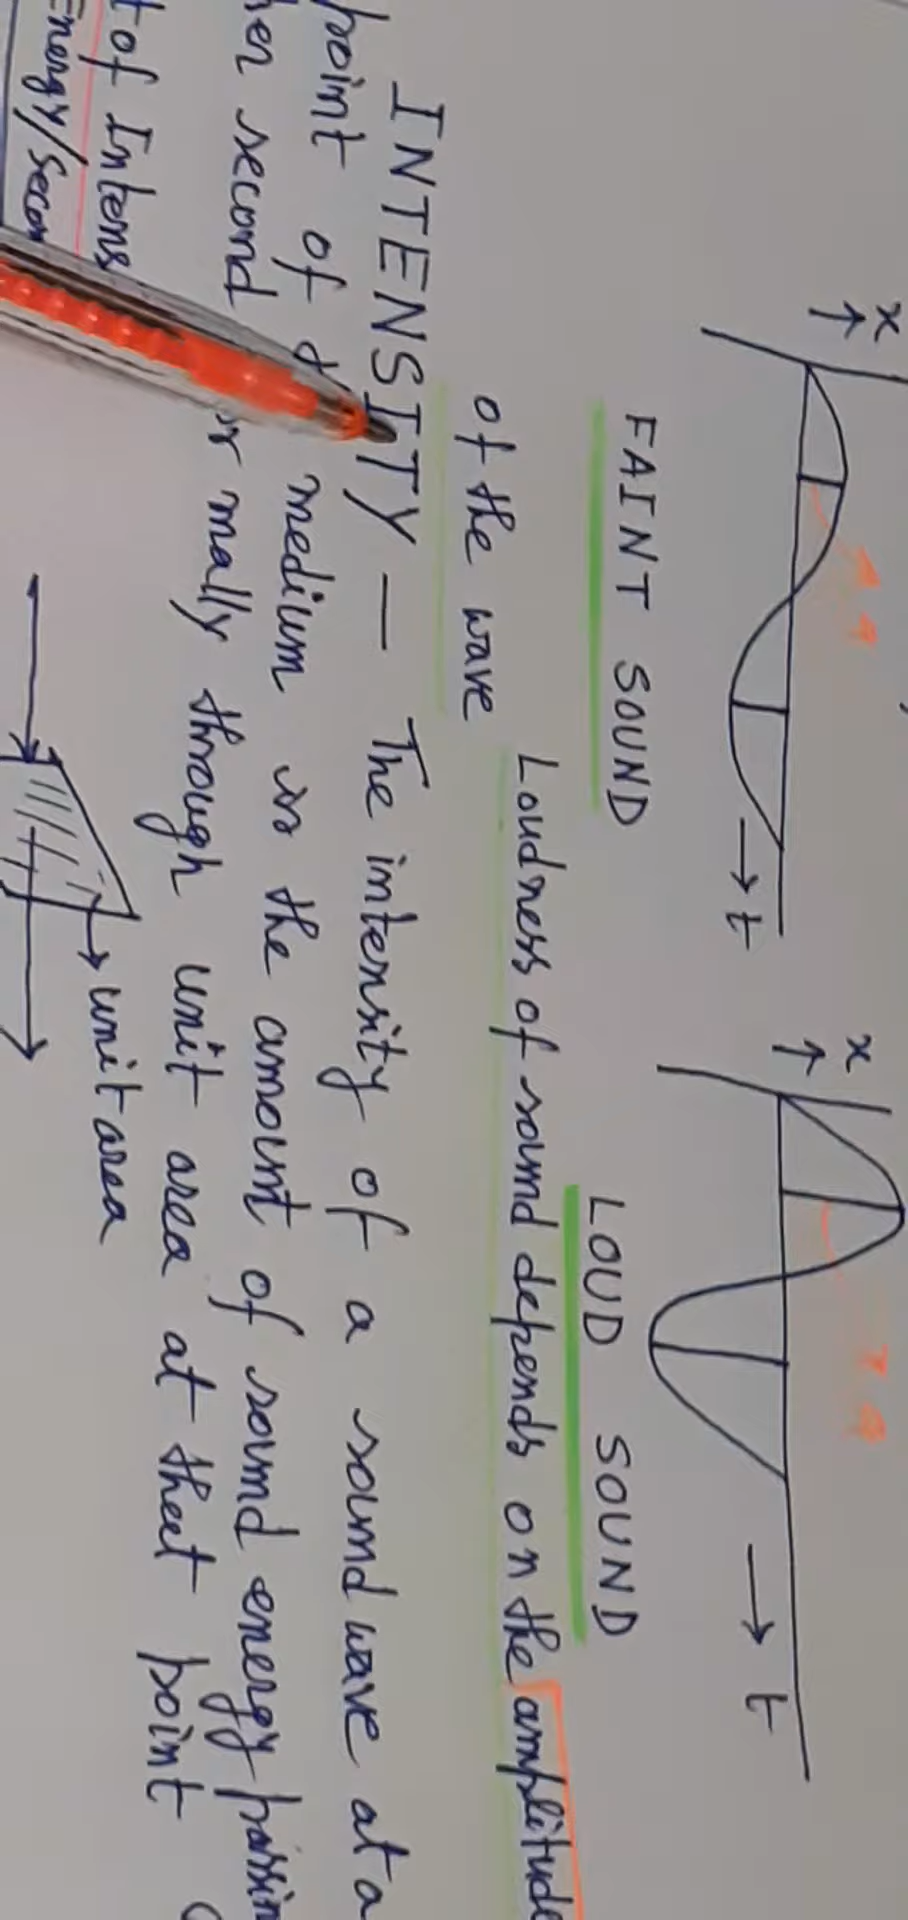 x x
t t
FAINT SOUND LOUD SOUND
Loudness of sound depends on the amplitude
of the wave
INTENSITY — The intensity of a sound wave at a
point of medium is the amount of sound energy passin
second mally through unit area at that point
t of Intens
unit area
Energy/Secon